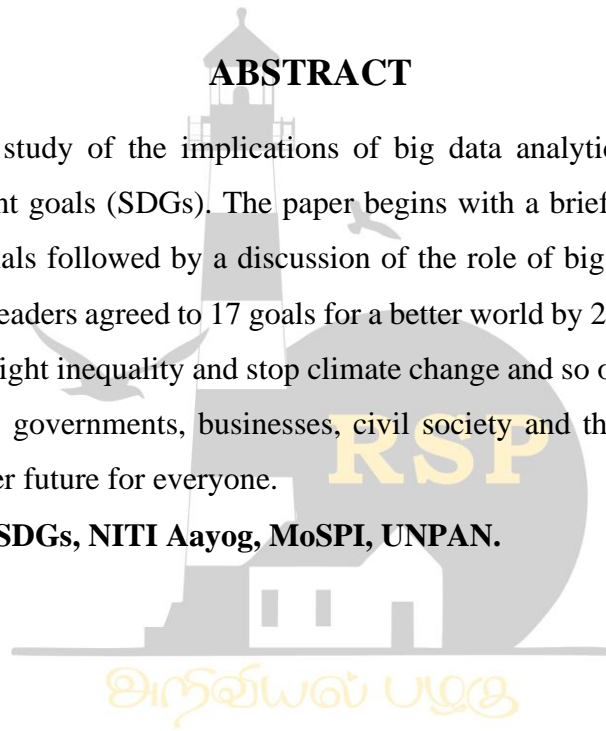 ABSTRACT
study of the implications of big data analytic
nt goals (SDGs). The paper begins with a brief
als followed by a discussion of the role of big
eaders agreed to 17 goals for a better world by 2
ight inequality and stop climate change and so o
governments, businesses, civil society and th
er future for everyone.
SDGs, NITI Aayog, MoSPI, UNPAN.
RSP
அறிவியல் பழகு